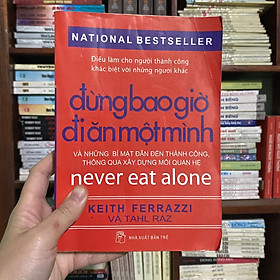 NATIONAL BESTSELLER
Điều làm cho người thành công
khác biệt với những người khác
đừng bao giờ
đi ăn một mình
VÀ NHỮNG BÍ MẬT DẪN ĐẾN THÀNH CÔNG,
THÔNG QUA XÂY DỰNG MỐI QUAN HỆ
never eat alone
KEITH FERRAZZI
VÀ TAHL RAZ
NHÀ XUẤT BẢN TRẺ